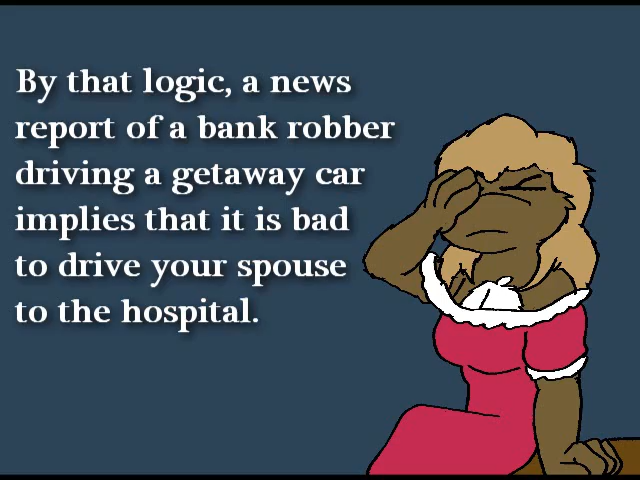 By that logic, a news
report of a bank robber
driving a getaway car
implies that it is bad
to drive your spouse
to the hospital.